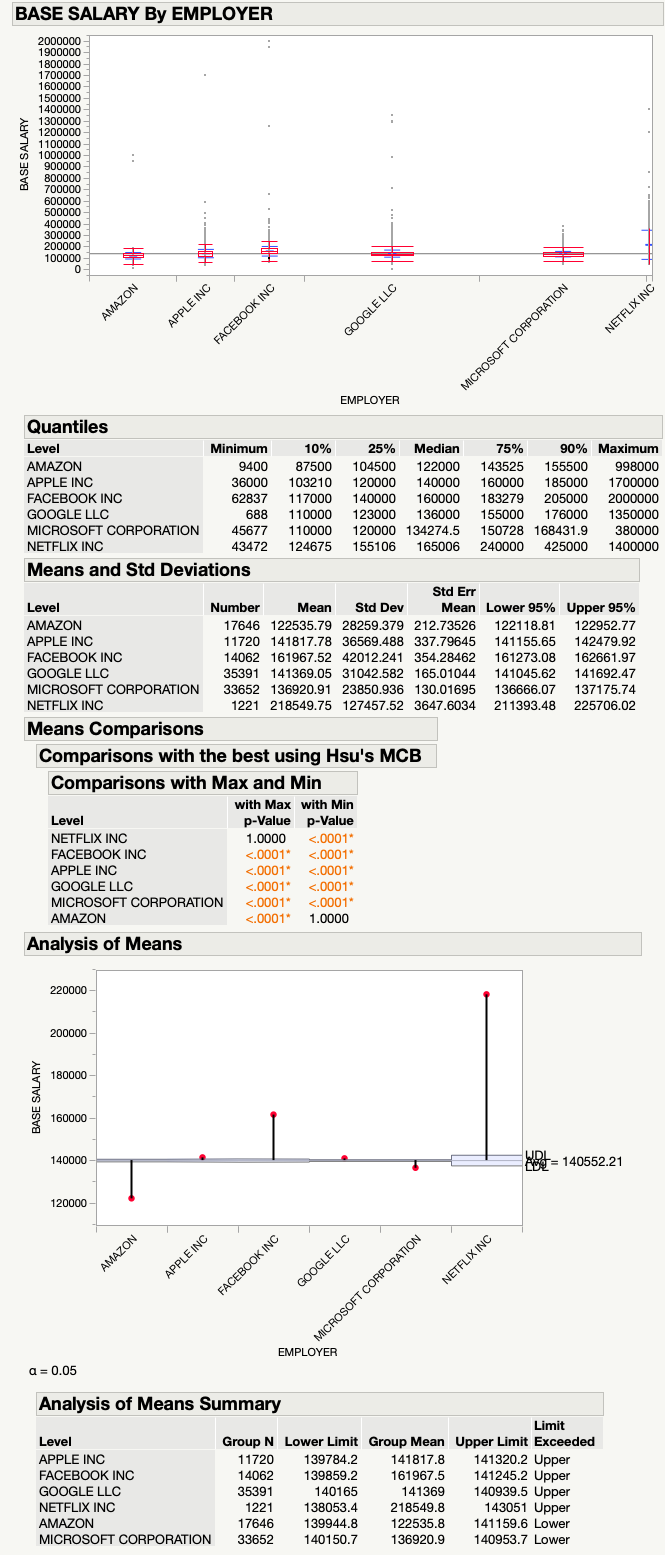 BASE SALARY By EMPLOYER
2000000
1900000
1800000
1700000
1600000
1500000
1400000
1300000
1200000
1100000
1000000
900000
800000
700000
600000
500000
400000
300000
200000
100000
0
BASE SALARY
AMAZON
APPLE INC
FACEBOOK INC
GOOGLE LLC
MICROSOFT CORPORATION
NETFLIX INC
EMPLOYER
Quantiles
Level Minimum 10% 25% Median 75% 90% Maximum
AMAZON 9400 87500 104500 122000 143525 155500 998000
APPLE INC 36000 103210 120000 140000 160000 185000 1700000
FACEBOOK INC 62837 117000 140000 160000 183279 205000 2000000
GOOGLE LLC 688 110000 123000 136000 155000 176000 1350000
MICROSOFT CORPORATION 45677 110000 120000 134274.5 150728 168431.9 380000
NETFLIX INC 43472 124675 155106 165006 240000 425000 1400000
Means and Std Deviations
Level Number Mean Std Dev Std Err Mean Lower 95% Upper 95%
AMAZON 17646 122535.79 28259.379 212.73526 122118.81 122952.77
APPLE INC 11720 141817.78 36569.488 337.79645 141155.65 142479.92
FACEBOOK INC 14062 161967.52 42012.241 354.28462 161273.08 162661.97
GOOGLE LLC 35391 141369.05 31042.582 165.01044 141045.62 141692.47
MICROSOFT CORPORATION 33652 136920.91 23850.936 130.01695 136666.07 137175.74
NETFLIX INC 1221 218549.75 127457.52 3647.6034 211393.48 225706.02
Means Comparisons
Comparisons with the best using Hsu's MCB
Comparisons with Max and Min
Level with Max p-Value with Min p-Value
NETFLIX INC 1.0000 <.0001*
FACEBOOK INC <.0001* <.0001*
APPLE INC <.0001* <.0001*
GOOGLE LLC <.0001* <.0001*
MICROSOFT CORPORATION <.0001* <.0001*
AMAZON <.0001* 1.0000
Analysis of Means
220000
200000
180000
160000
140000
120000
BASE SALARY
UDL
Avg = 140552.21
LDL
AMAZON
APPLE INC
FACEBOOK INC
GOOGLE LLC
MICROSOFT CORPORATION
NETFLIX INC
EMPLOYER
α = 0.05
Analysis of Means Summary
Level Group N Lower Limit Group Mean Upper Limit Limit Exceeded
APPLE INC 11720 139784.2 141817.8 141320.2 Upper
FACEBOOK INC 14062 139859.2 161967.5 141245.2 Upper
GOOGLE LLC 35391 140165 141369 140939.5 Upper
NETFLIX INC 1221 138053.4 218549.8 143051 Upper
AMAZON 17646 139944.8 122535.8 141159.6 Lower
MICROSOFT CORPORATION 33652 140150.7 136920.9 140953.7 Lower